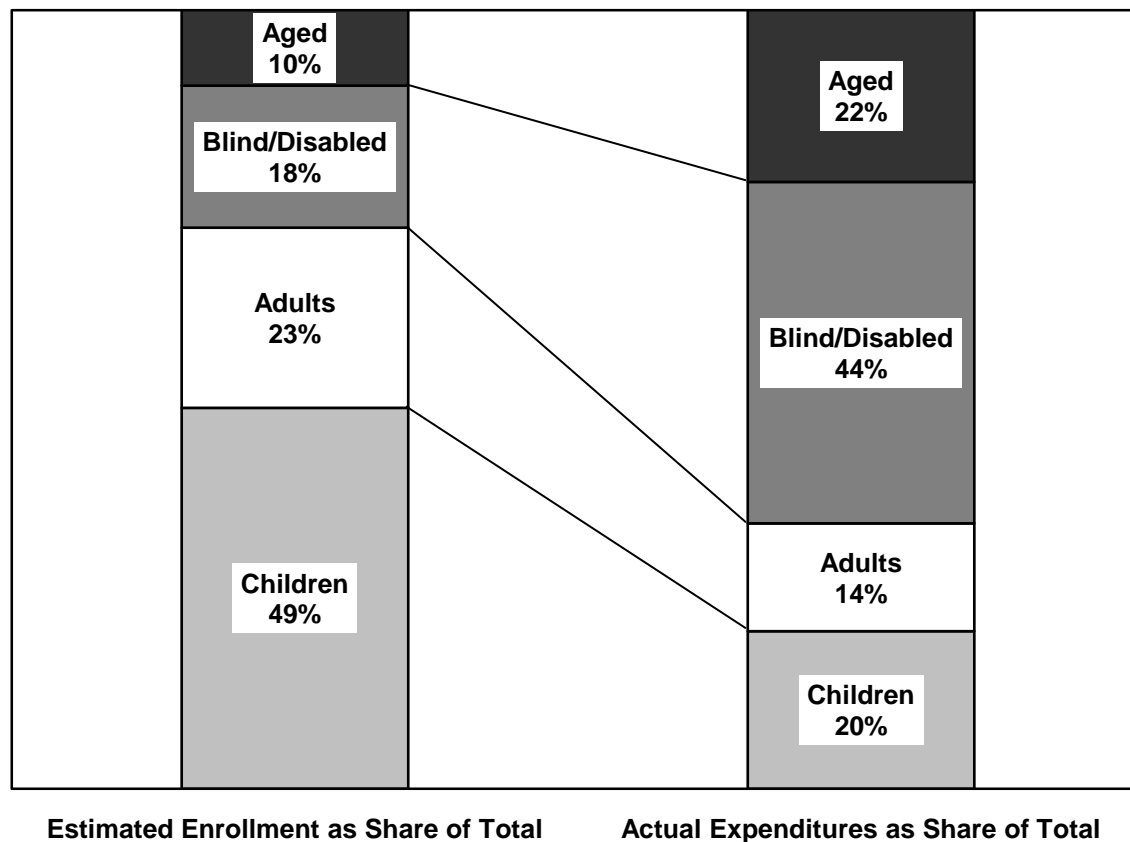 Aged
10%
Blind/Disabled
18%
Adults
23%
Children
49%
Aged
22%
Blind/Disabled
44%
Adults
14%
Children
20%
Estimated Enrollment as Share of Total
Actual Expenditures as Share of Total